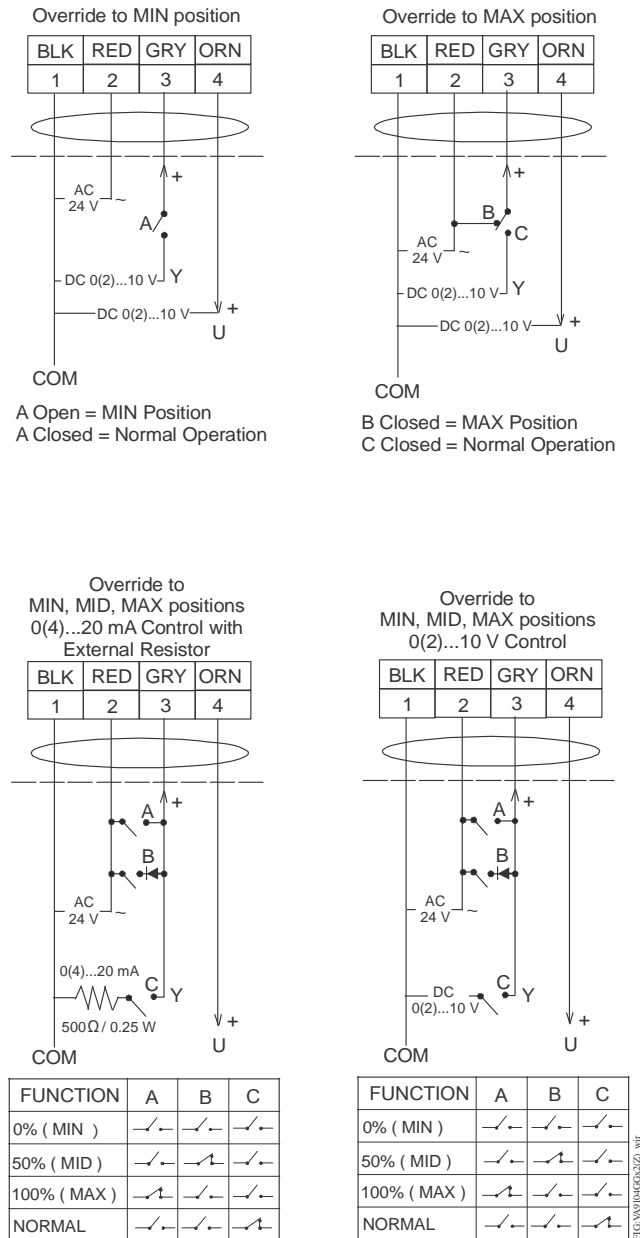 Override to MIN position
BLK RED GRY ORN
1 2 3 4
+
AC
24 V ~
A
DC 0(2)...10 V Y
DC 0(2)...10 V +
U
COM
A Open = MIN Position
A Closed = Normal Operation
Override to MAX position
BLK RED GRY ORN
1 2 3 4
+
B
C
AC
24 V ~
DC 0(2)...10 V Y
DC 0(2)...10 V +
U
COM
B Closed = MAX Position
C Closed = Normal Operation
Override to
MIN, MID, MAX positions
0(4)...20 mA Control with
External Resistor
BLK RED GRY ORN
1 2 3 4
A +
B
AC
24 V ~
0(4)...20 mA
C Y
500Ω / 0.25 W
+
U
COM
FUNCTION A B C
0% ( MIN )
50% ( MID )
100% ( MAX )
NORMAL
Override to
MIN, MID, MAX positions
0(2)...10 V Control
BLK RED GRY ORN
1 2 3 4
A +
B
AC
24 V ~
DC
0(2)...10 V
C Y
+
U
COM
FUNCTION A B C
0% ( MIN )
50% ( MID )
100% ( MAX )
NORMAL
FIG:VA9104GGx2(Z)_wir